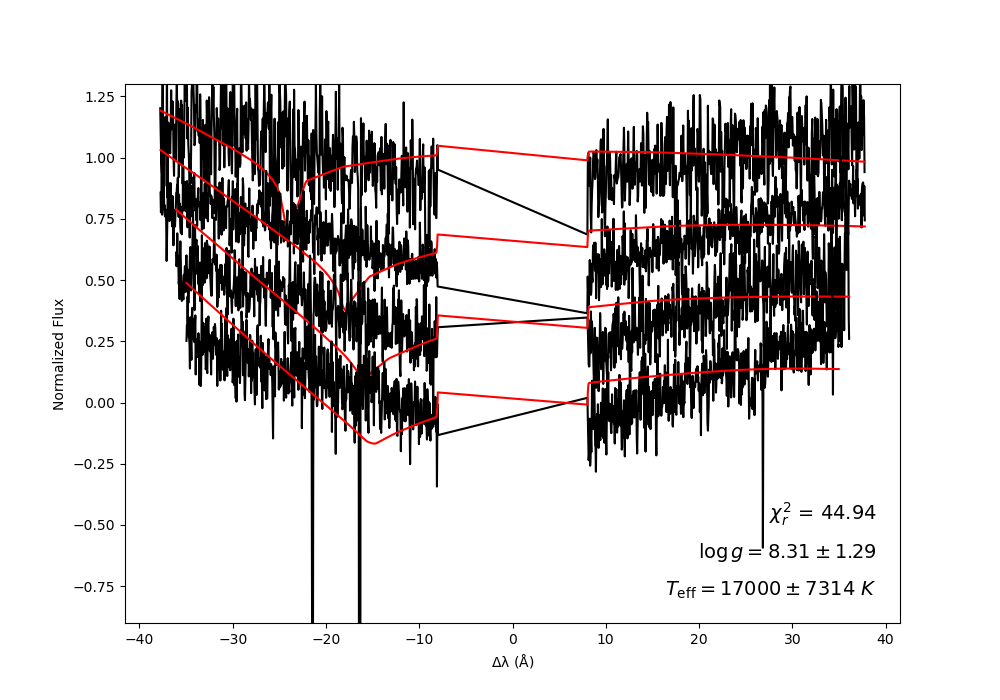 1.25
1.00
0.75
0.50
0.25
0.00
−0.25
−0.50
−0.75
Normalized Flux
χ²ᵣ = 44.94
log g = 8.31 ± 1.29
T_eff = 17000 ± 7314 K
−40 −30 −20 −10 0 10 20 30 40
Δλ (Å)